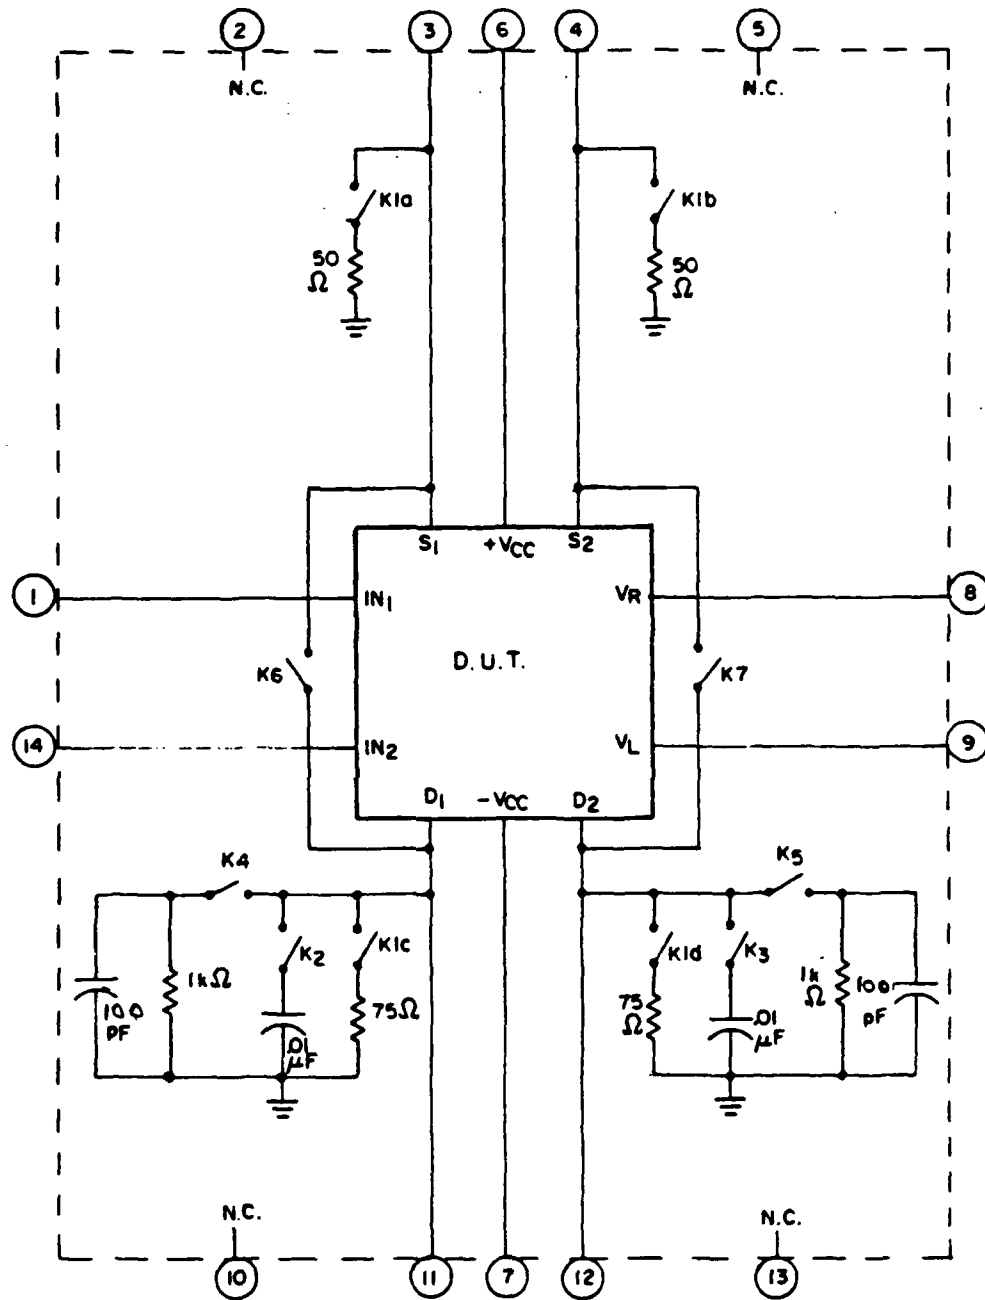 2 3 6 4 5
N.C. N.C.
K1a K1b
50
Ω
50
Ω
S1 +VCC S2
1 IN1 VR 8
D.U.T.
K6 K7
14 IN2 VL 9
D1 -VCC D2
K4 K5
K2 K1c K1d K3
100
pF
1kΩ
.01
µF
75Ω
75
Ω
.01
µF
1k
Ω
100
pF
N.C. N.C.
10 11 7 12 13